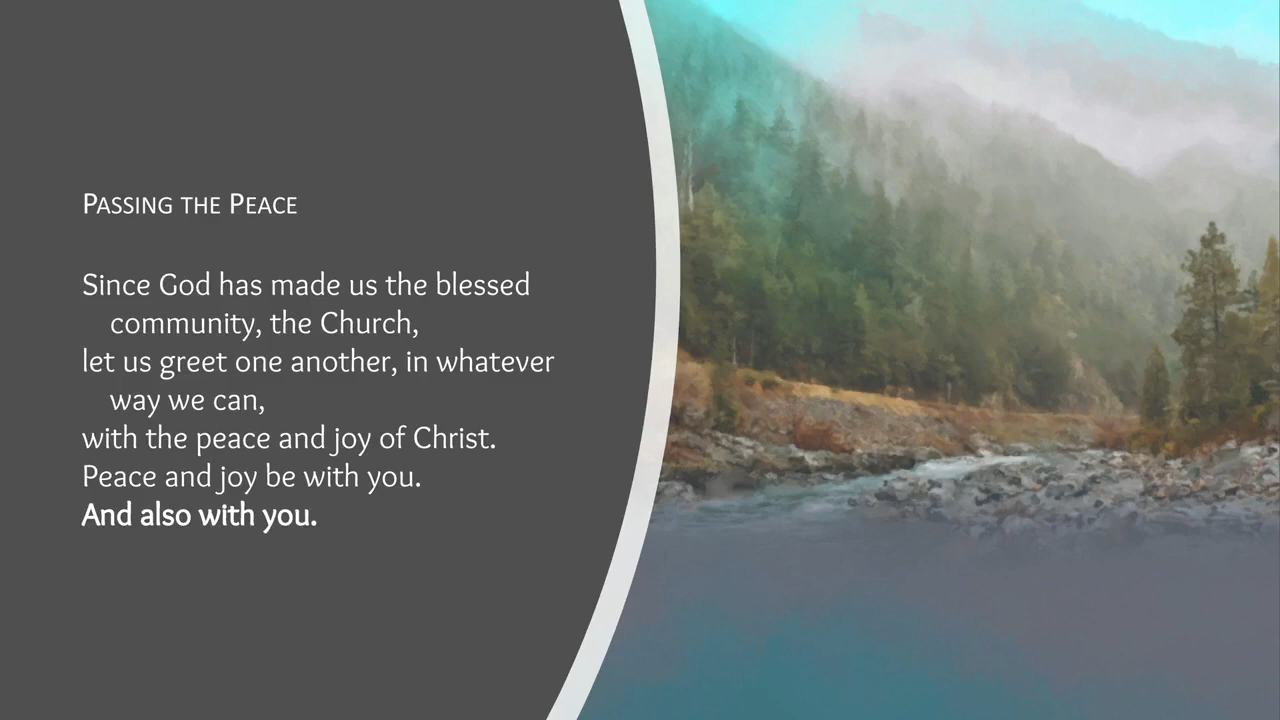 Passing the Peace
Since God has made us the blessed
community, the Church,
let us greet one another, in whatever
way we can,
with the peace and joy of Christ.
Peace and joy be with you.
And also with you.